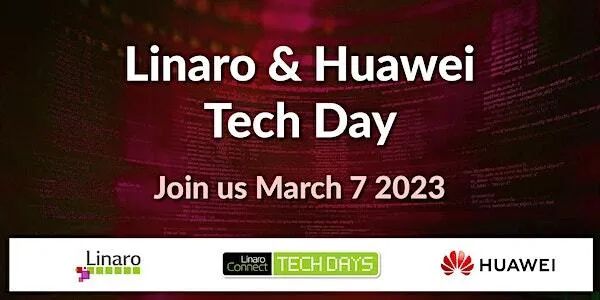 Linaro & Huawei
Tech Day
Join us March 7 2023
Linaro
Linaro
Connect
TECH DAYS
HUAWEI